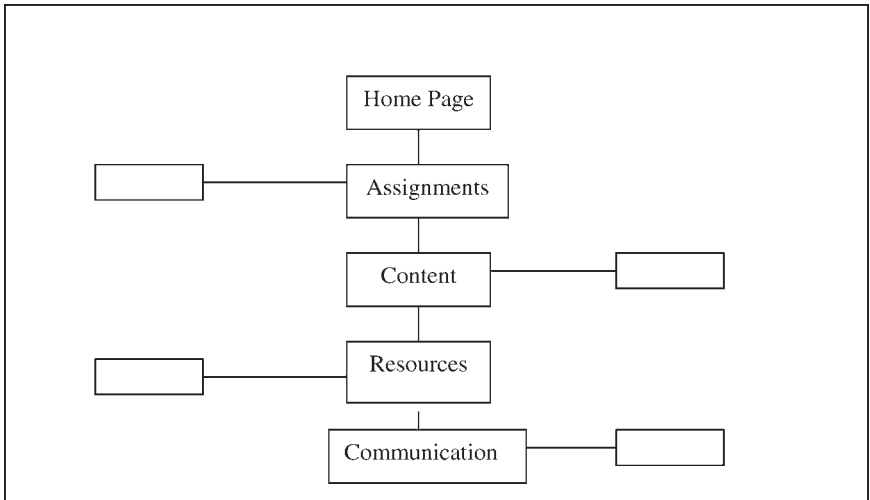 Home Page
Assignments
Content
Resources
Communication